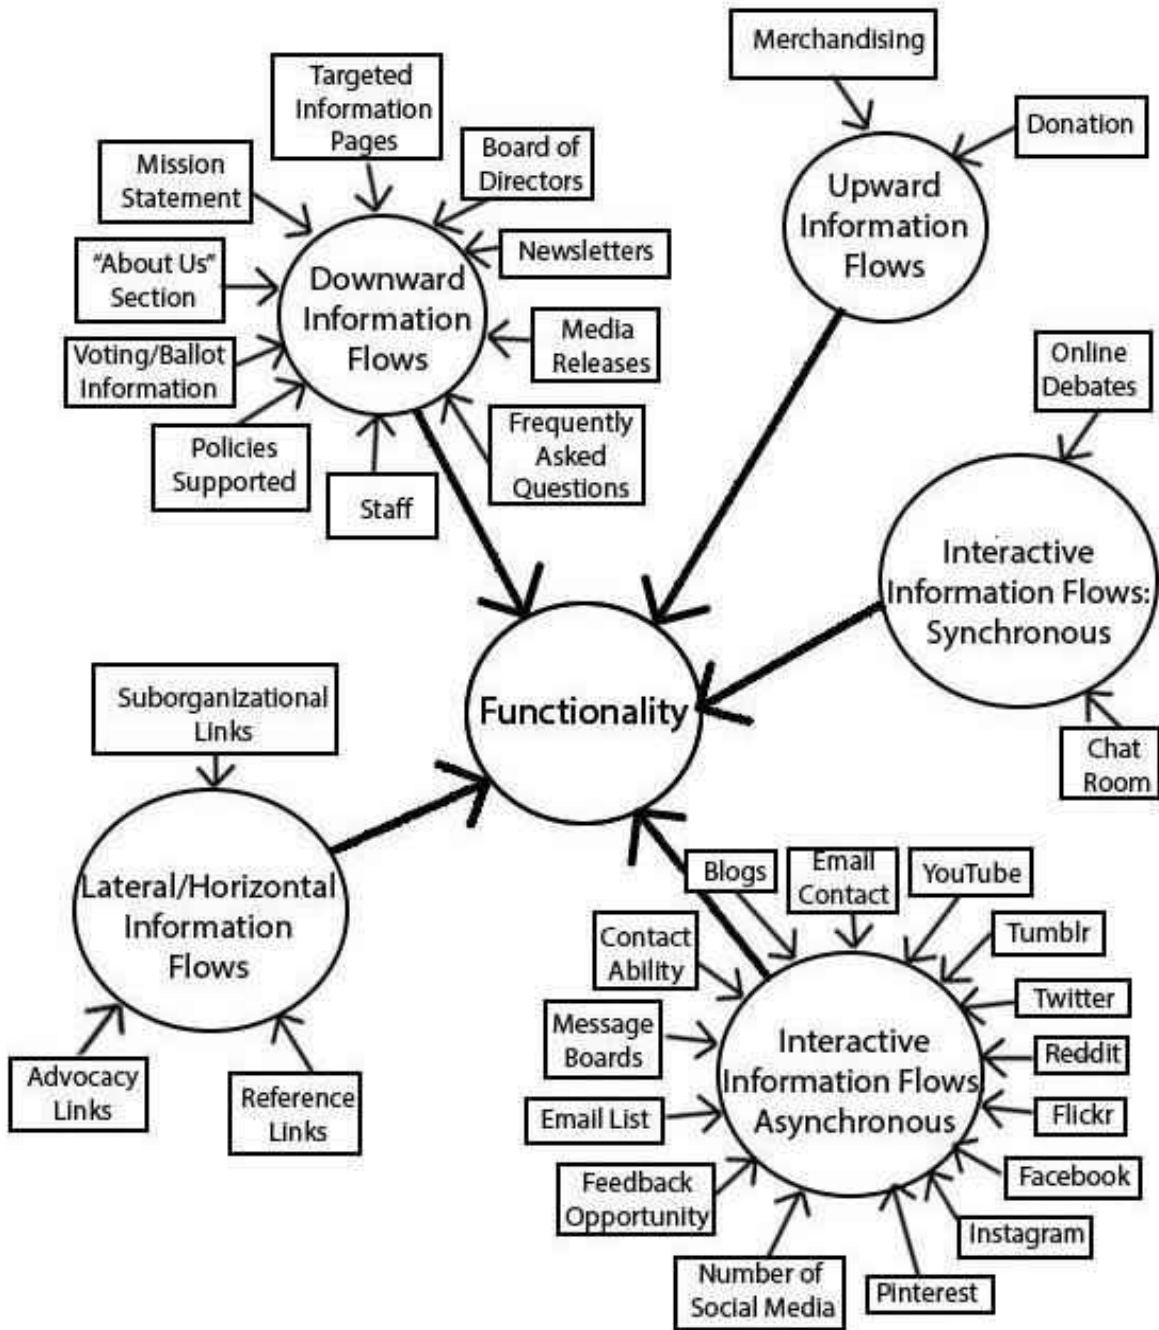 Merchandising
Donation
Upward
Information
Flows
Targeted
Information
Pages
Mission
Statement
Board of
Directors
"About Us"
Section
Newsletters
Downward
Information
Flows
Voting/Ballot
Information
Media
Releases
Policies
Supported
Staff
Frequently
Asked
Questions
Online
Debates
Interactive
Information Flows:
Synchronous
Chat
Room
Functionality
Suborganizational
Links
Lateral/Horizontal
Information
Flows
Advocacy
Links
Reference
Links
Blogs
Email
Contact
YouTube
Tumblr
Contact
Ability
Twitter
Message
Boards
Reddit
Interactive
Information Flows
Asynchronous
Email List
Flickr
Feedback
Opportunity
Facebook
Instagram
Number of
Social Media
Pinterest